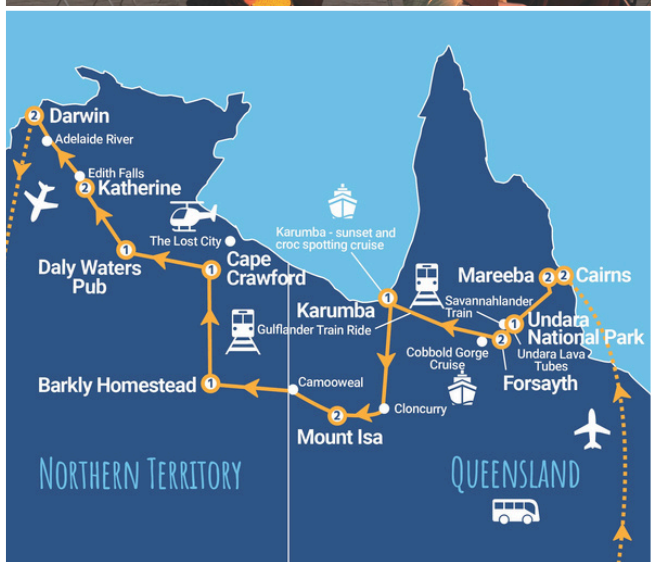 2 Darwin
Adelaide River
Edith Falls
2 Katherine
The Lost City
1
Daly Waters
Pub
1 Cape
Crawford
Karumba - sunset and
croc spotting cruise
1
Karumba
Gulflander Train Ride
Mareeba 2 2 Cairns
Savannahlander
Train
1 Undara
National Park
Undara Lava
Tubes
2
Forsayth
Cobbold Gorge
Cruise
Barkly Homestead 1
Camooweal
Cloncurry
2
Mount Isa
Northern Territory
Queensland